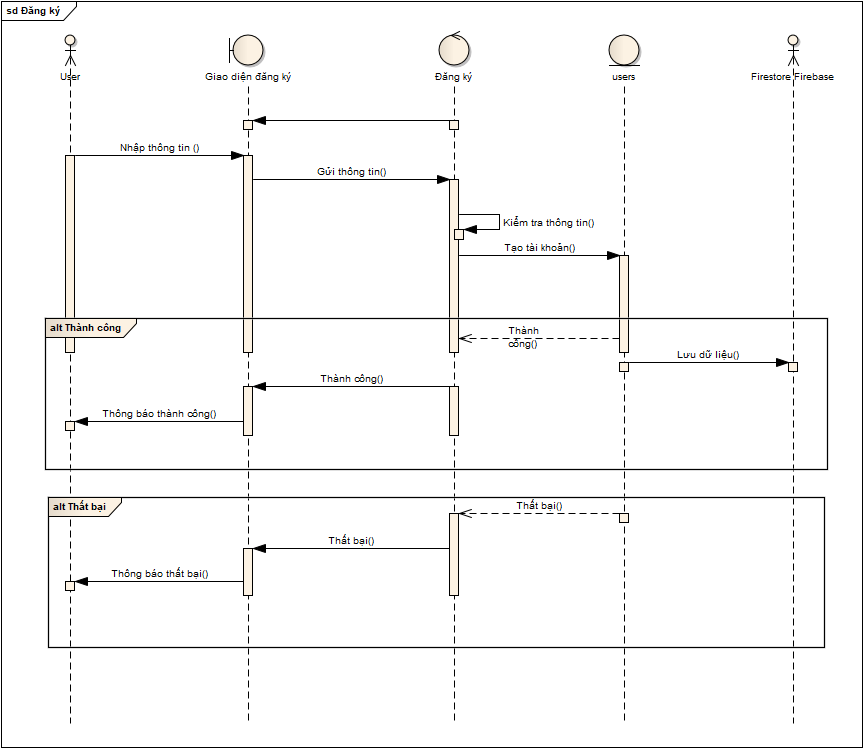 sd Đăng ký
User
Giao diện đăng ký
Đăng ký
users
Firestore Firebase
Nhập thông tin ()
Gửi thông tin()
Kiểm tra thông tin()
Tạo tài khoản()
alt Thành công
Thành
công()
Lưu dữ liệu()
Thành công()
Thông báo thành công()
alt Thất bại
Thất bại()
Thất bại()
Thông báo thất bại()